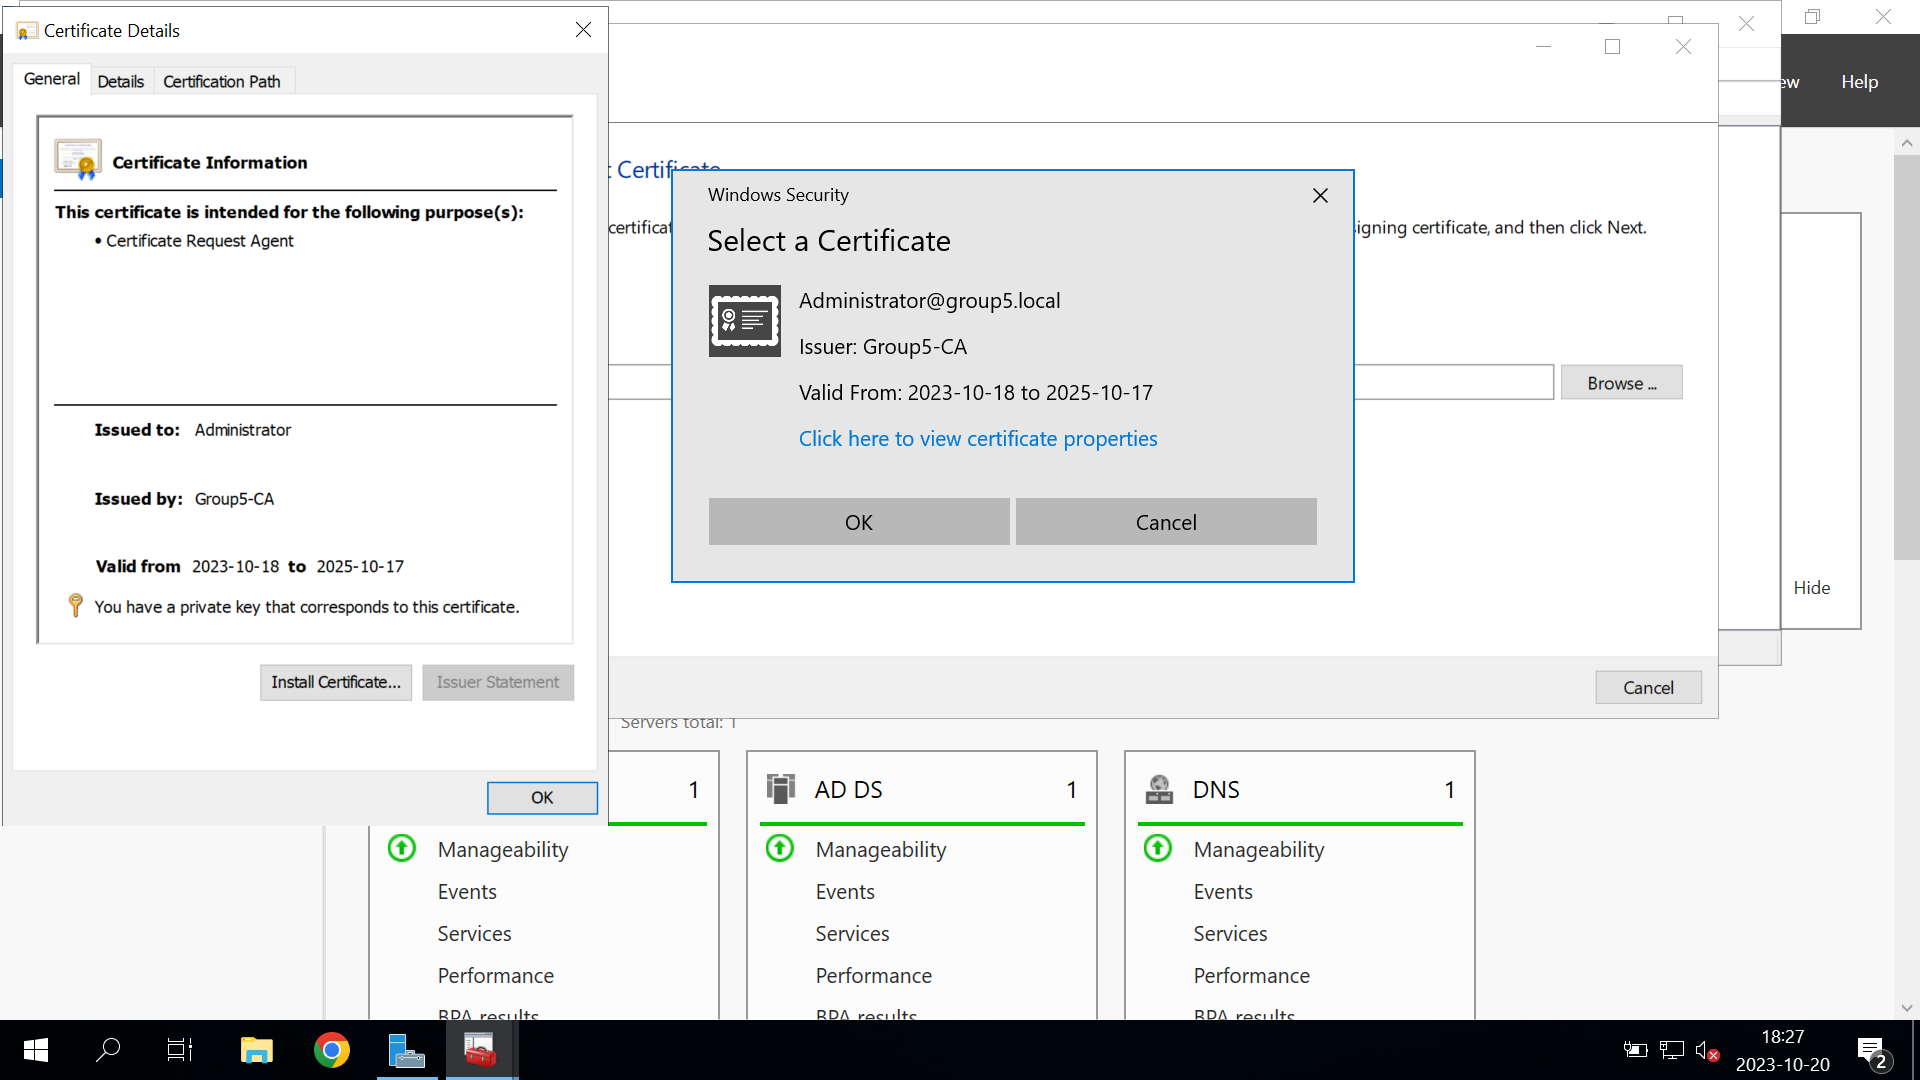 Certificate Details
General
Details
Certification Path
Certificate Information
This certificate is intended for the following purpose(s):
• Certificate Request Agent
Issued to: Administrator
Issued by: Group5-CA
Valid from 2023-10-18 to 2025-10-17
You have a private key that corresponds to this certificate.
Install Certificate...
Issuer Statement
OK
Help
Certificate
igning certificate, and then click Next.
Browse ...
Cancel
Windows Security
Select a Certificate
Administrator@group5.local
Issuer: Group5-CA
Valid From: 2023-10-18 to 2025-10-17
Click here to view certificate properties
OK
Cancel
Hide
Servers total: 1
1
Manageability
Events
Services
Performance
BPA results
AD DS 1
Manageability
Events
Services
Performance
BPA results
DNS 1
Manageability
Events
Services
Performance
BPA results
18:27
2023-10-20
2